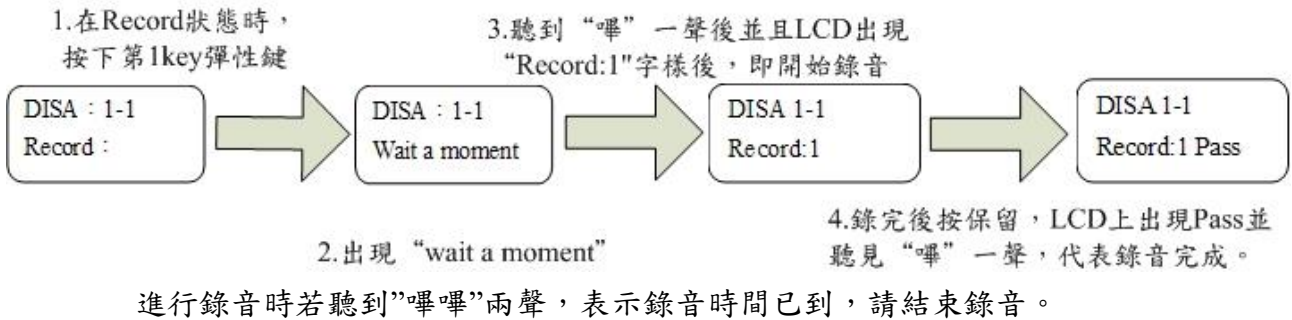 1.在Record狀態時，
按下第1key彈性鍵
3.聽到“嗶”一聲後並且LCD出現
“Record:1"字樣後，即開始錄音
DISA：1-1
Record：
DISA：1-1
Wait a moment
DISA 1-1
Record:1
DISA 1-1
Record:1 Pass
2.出現“wait a moment”
4.錄完後按保留，LCD上出現Pass並
聽見“嗶”一聲，代表錄音完成。
進行錄音時若聽到”嗶嗶”兩聲，表示錄音時間已到，請結束錄音。